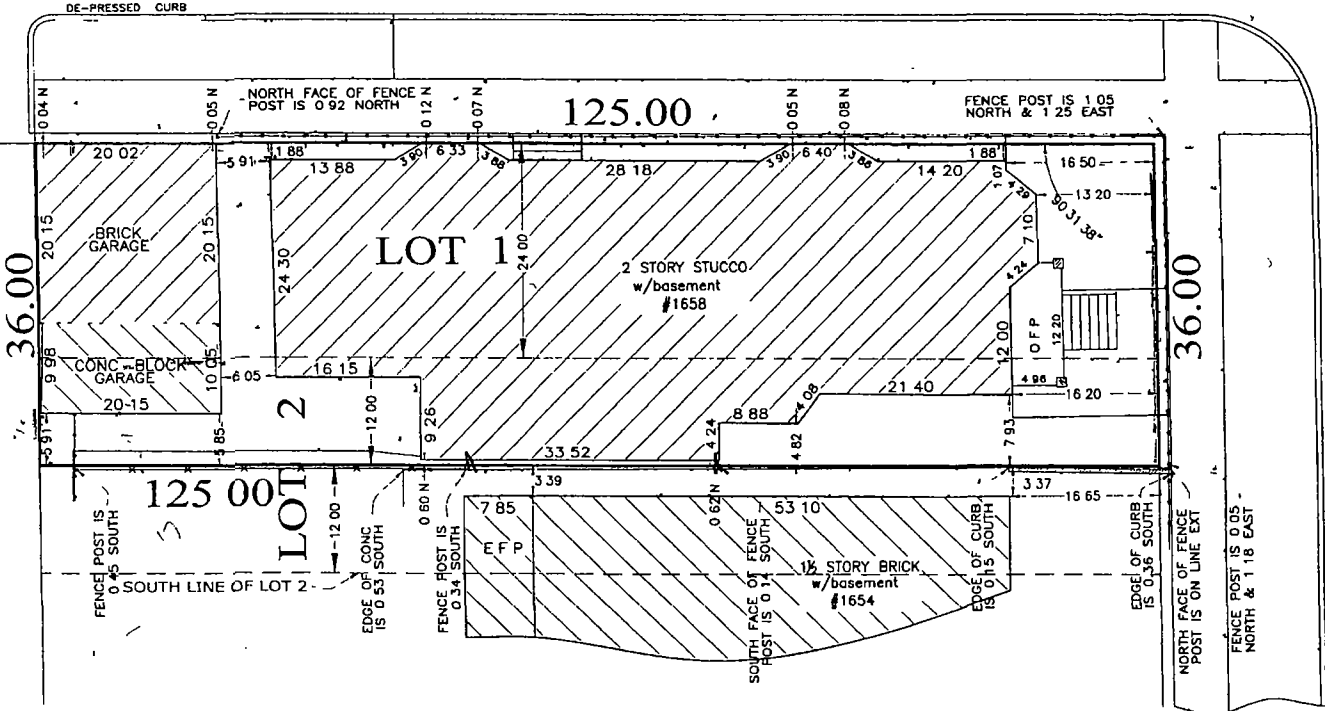 DE-PRESSED CURB
0 04 N
0 05 N
NORTH FACE OF FENCE
POST IS 0 92 NORTH
0 12 N
0 07 N
125.00
0 05 N
0 08 N
FENCE POST IS 1 05
NORTH & 1 25 EAST
20 02
5 91
1 88
13 88
3 90
6 33
3 88
28 18
3 90
6 40
3 88
14 20
1 88
1 07
4 29
16 50
13 20
90 31 38"
36.00
20 15
BRICK
GARAGE
20 15
24 30
LOT 1
24 00
2 STORY STUCCO
w/basement
#1658
7 10
4 24
36.00
9 98
CONC BLOCK
GARAGE
10 05
20-15
6 05
16 15
12 00
O F P
12 20
4 96
16 20
21 40
4 08
8 88
4 24
4 82
7 93
5 91
5 85
2
12 00
9 26
33 52
125 00
LOT
12 00
3 39
0 60 N
0 62 N
3 37
16 65
7 85
53 10
E F P
1½ STORY BRICK
w/basement
#1654
FENCE POST IS
0 45 SOUTH
SOUTH LINE OF LOT 2
EDGE OF CONC
IS 0 53 SOUTH
FENCE POST IS
0 34 SOUTH
SOUTH FACE OF FENCE
POST IS 0 14 SOUTH
EDGE OF CURB
IS 0 15 SOUTH
EDGE OF CURB
IS 0 36 SOUTH
NORTH FACE OF FENCE
POST IS ON LINE EXT
FENCE POST IS 0 05
NORTH & 1 18 EAST